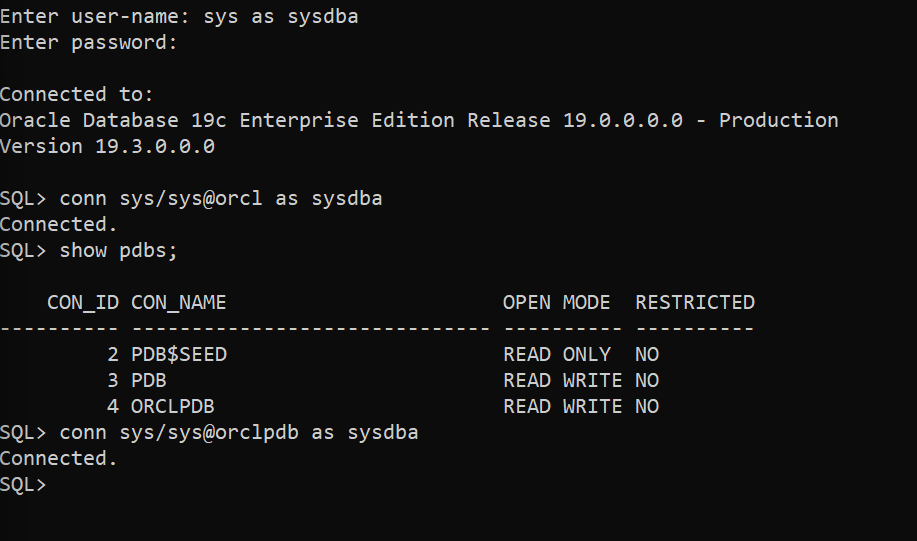 Enter user-name: sys as sysdba
Enter password:
Connected to:
Oracle Database 19c Enterprise Edition Release 19.0.0.0.0 - Production
Version 19.3.0.0.0
SQL> conn sys/sys@orcl as sysdba
Connected.
SQL> show pdbs;
    CON_ID CON_NAME                       OPEN MODE  RESTRICTED
---------- ------------------------------ ---------- ----------
         2 PDB$SEED                       READ ONLY  NO
         3 PDB                            READ WRITE NO
         4 ORCLPDB                        READ WRITE NO
SQL> conn sys/sys@orclpdb as sysdba
Connected.
SQL>